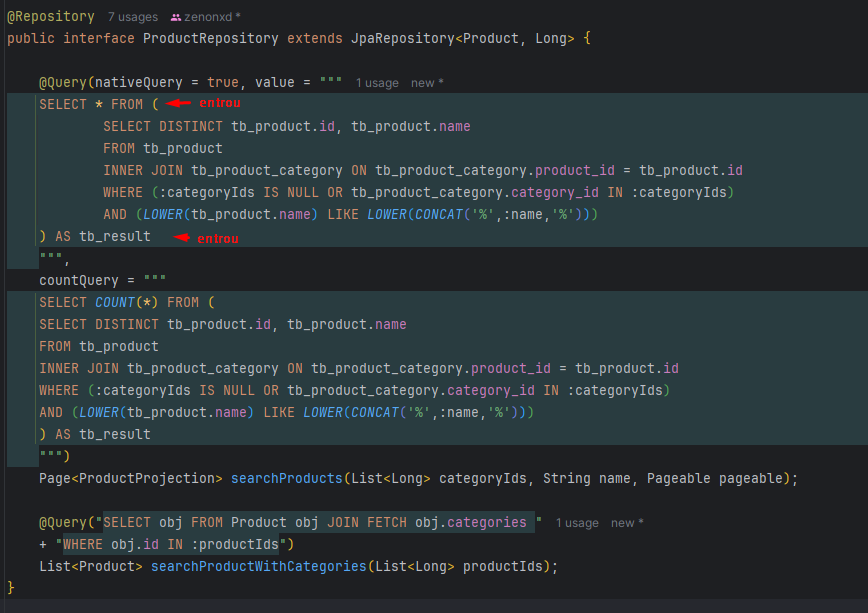 @Repository 7 usages zenonxd *
public interface ProductRepository extends JpaRepository<Product, Long> {
@Query(nativeQuery = true, value = """ 1 usage new *
SELECT * FROM ( entrou
SELECT DISTINCT tb_product.id, tb_product.name
FROM tb_product
INNER JOIN tb_product_category ON tb_product_category.product_id = tb_product.id
WHERE (:categoryIds IS NULL OR tb_product_category.category_id IN :categoryIds)
AND (LOWER(tb_product.name) LIKE LOWER(CONCAT('%',:name,'%')))
) AS tb_result entrou
""",
countQuery = """
SELECT COUNT(*) FROM (
SELECT DISTINCT tb_product.id, tb_product.name
FROM tb_product
INNER JOIN tb_product_category ON tb_product_category.product_id = tb_product.id
WHERE (:categoryIds IS NULL OR tb_product_category.category_id IN :categoryIds)
AND (LOWER(tb_product.name) LIKE LOWER(CONCAT('%',:name,'%')))
) AS tb_result
""")
Page<ProductProjection> searchProducts(List<Long> categoryIds, String name, Pageable pageable);
@Query("SELECT obj FROM Product obj JOIN FETCH obj.categories " 1 usage new *
+ "WHERE obj.id IN :productIds")
List<Product> searchProductWithCategories(List<Long> productIds);
}